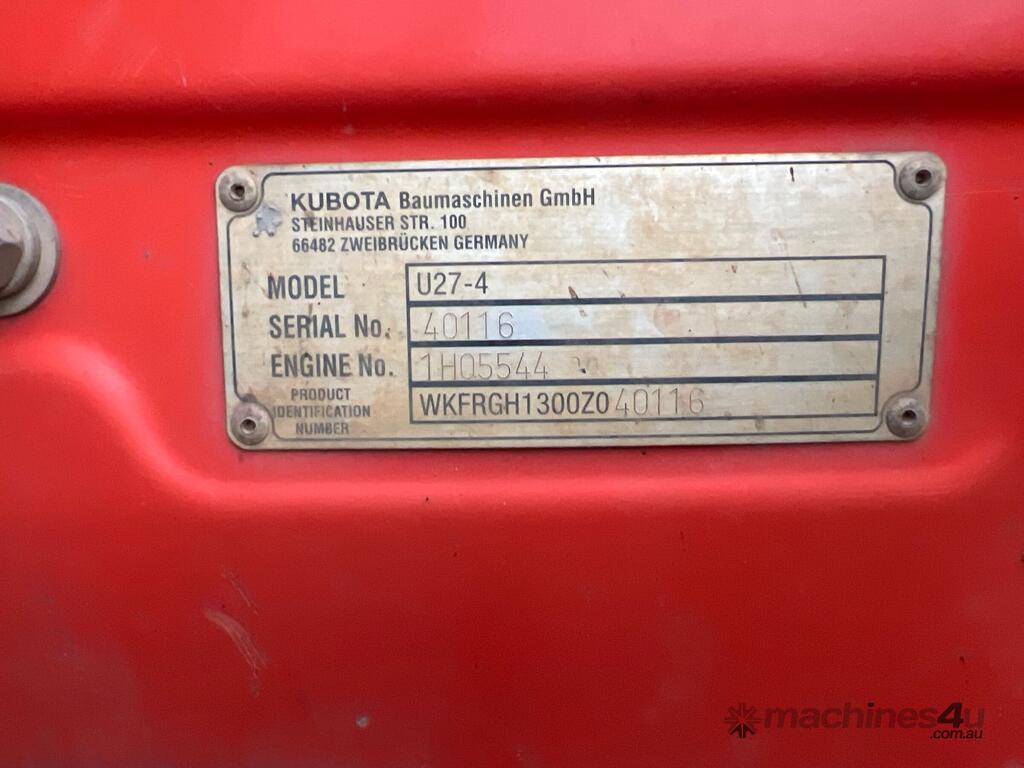 KUBOTA Baumaschinen GmbH
STEINHAUSER STR. 100
66482 ZWEIBRÜCKEN GERMANY
MODEL U27-4
SERIAL No. 40116
ENGINE No. 1HQ5544
PRODUCT
IDENTIFICATION
NUMBER
WKFRGH1300Z040116
machines4u
.com.au